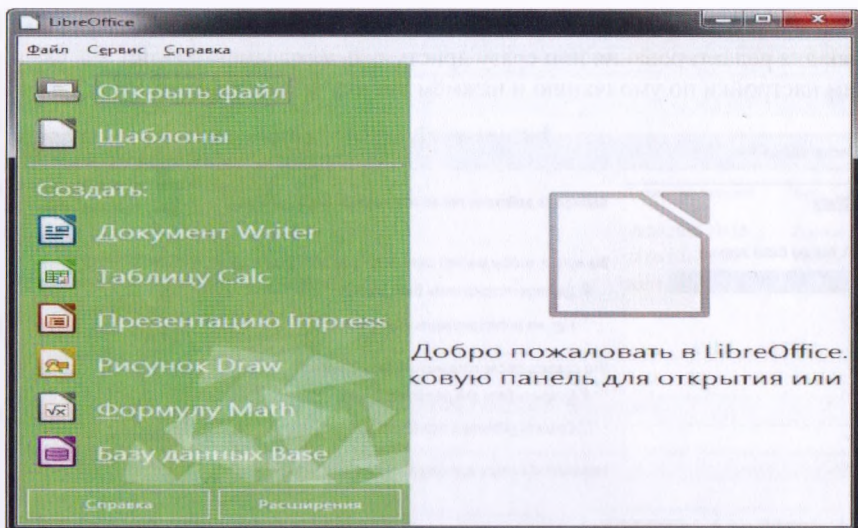 LibreOffice
Файл Сервис Справка
Открыть файл
Шаблоны
Создать:
Документ Writer
Таблицу Calc
Презентацию Impress
Рисунок Draw
Формулу Math
Базу данных Base
Справка Расширения
Добро пожаловать в LibreOffice.
ковую панель для открытия или